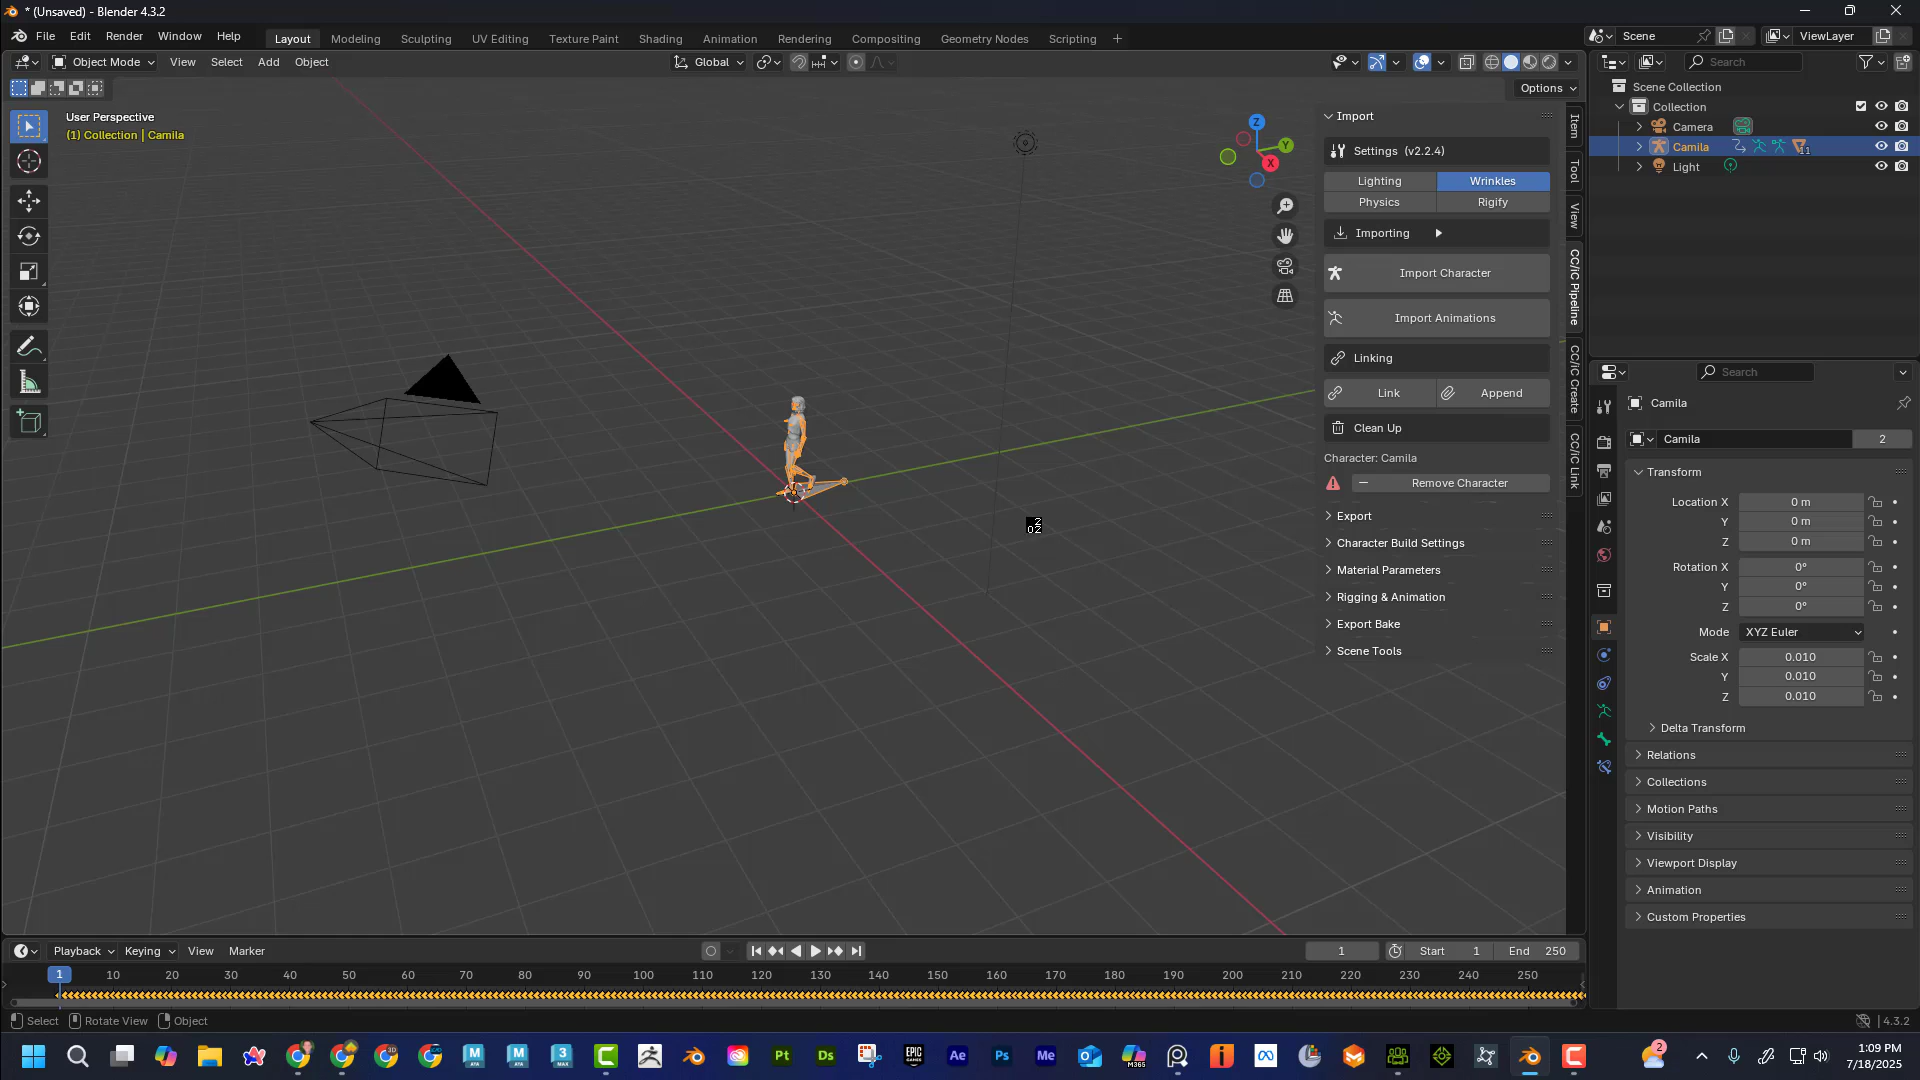 * (Unsaved) - Blender 4.3.2
File Edit Render Window Help
Layout Modeling Sculpting UV Editing Texture Paint Shading Animation Rendering Compositing Geometry Nodes Scripting +
Scene
ViewLayer
Object Mode View Select Add Object
Global
Options
User Perspective
(1) Collection | Camila
Z
Y
X
Import
Settings (v2.2.4)
Lighting Wrinkles
Physics Rigify
Importing
Import Character
Import Animations
Linking
Link Append
Clean Up
Character: Camila
Remove Character
Export
Character Build Settings
Material Parameters
Rigging & Animation
Export Bake
Scene Tools
Item
Tool
View
CC/iC Pipeline
CC/iC Create
CC/iC Link
Search
Scene Collection
Collection
Camera
Camila 11
Light
Search
Camila
Camila 2
Transform
Location X 0 m
Y 0 m
Z 0 m
Rotation X 0°
Y 0°
Z 0°
Mode XYZ Euler
Scale X 0.010
Y 0.010
Z 0.010
Delta Transform
Relations
Collections
Motion Paths
Visibility
Viewport Display
Animation
Custom Properties
Playback Keying View Marker
1 Start 1 End 250
1 10 20 30 40 50 60 70 80 90 100 110 120 130 140 150 160 170 180 190 200 210 220 230 240 250
Select Rotate View Object
4.3.2
1:09 PM
7/18/2025